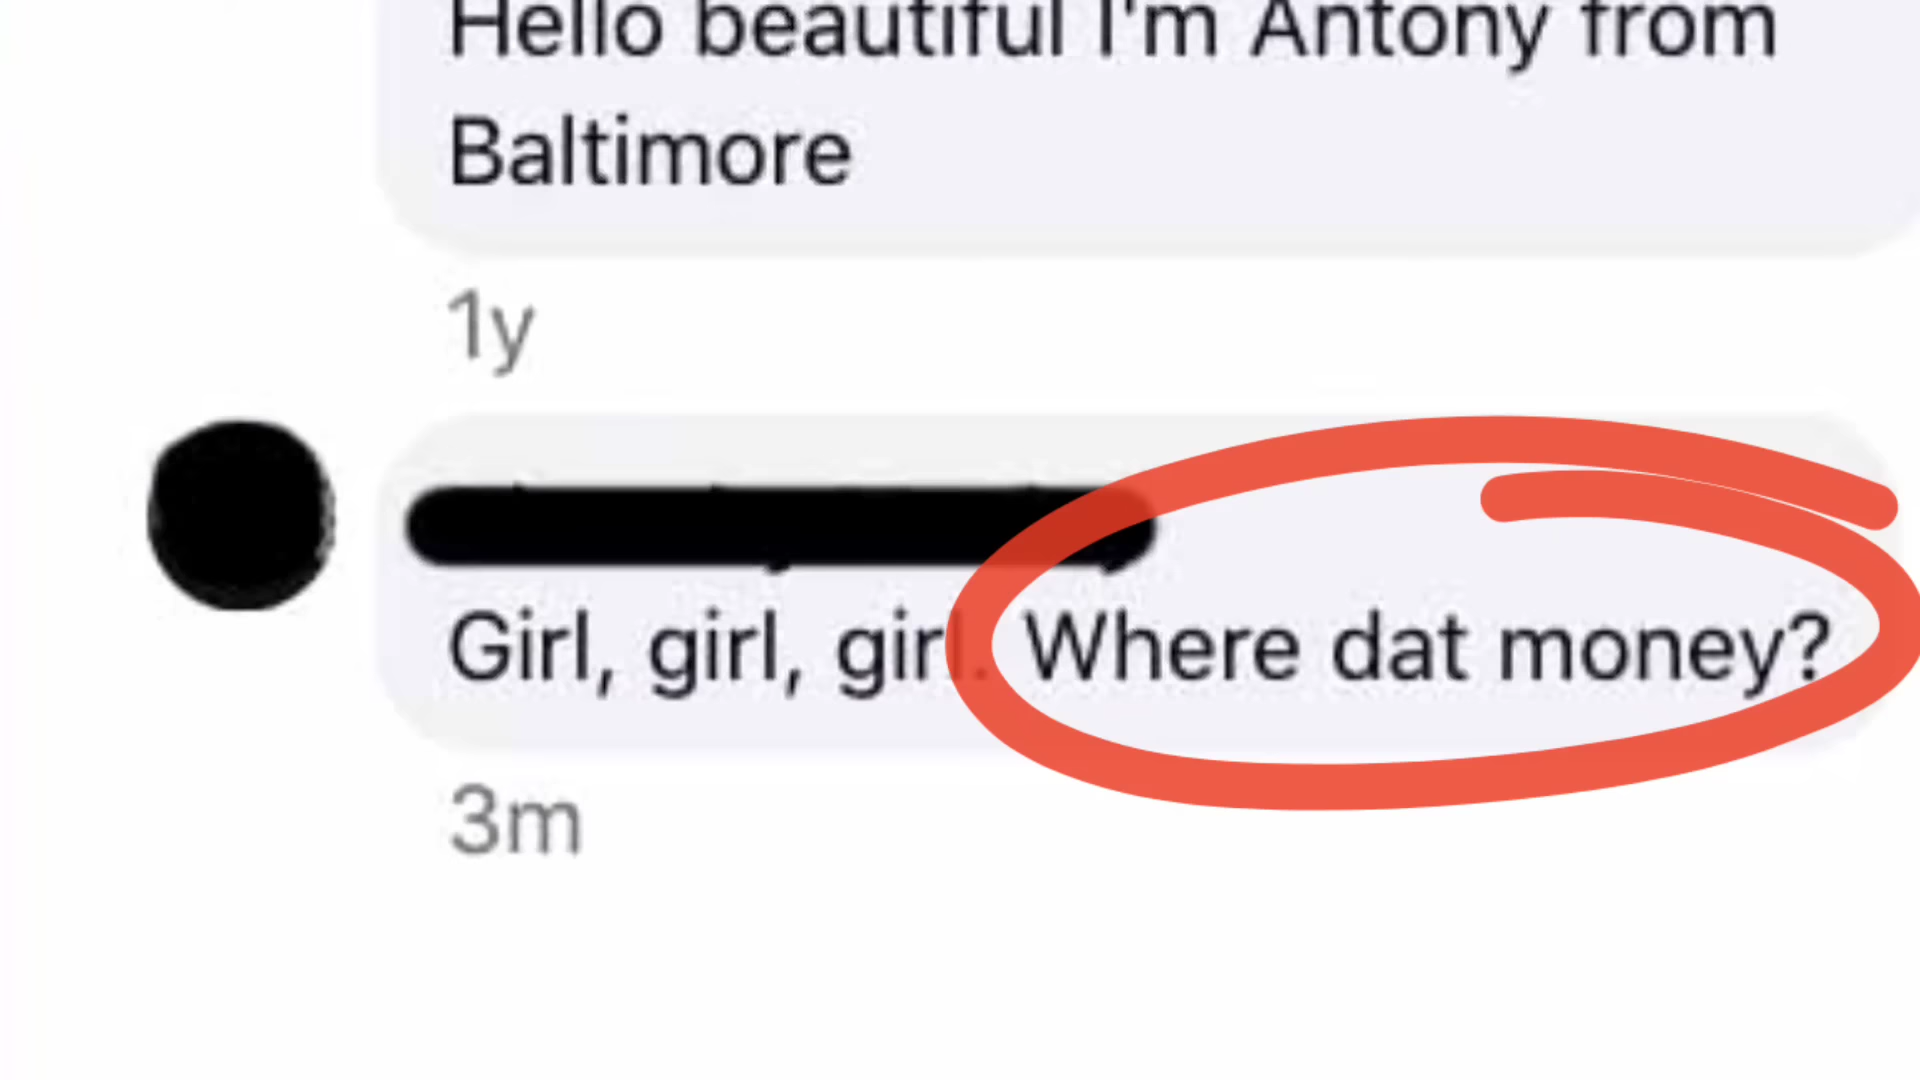 Hello beautiful I'm Antony from
Baltimore
1y
Girl, girl, girl. Where dat money?
3m